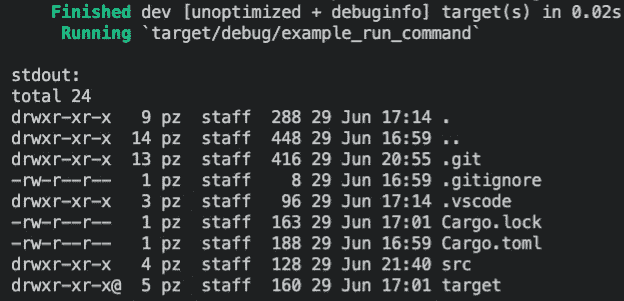 Finished dev [unoptimized + debuginfo] target(s) in 0.02s
Running `target/debug/example_run_command`
stdout:
total 24
drwxr-xr-x   9 pz  staff  288 29 Jun 17:14 .
drwxr-xr-x  14 pz  staff  448 29 Jun 16:59 ..
drwxr-xr-x  13 pz  staff  416 29 Jun 20:55 .git
-rw-r--r--   1 pz  staff    8 29 Jun 16:59 .gitignore
drwxr-xr-x   3 pz  staff   96 29 Jun 17:14 .vscode
-rw-r--r--   1 pz  staff  163 29 Jun 17:01 Cargo.lock
-rw-r--r--   1 pz  staff  188 29 Jun 16:59 Cargo.toml
drwxr-xr-x   4 pz  staff  128 29 Jun 21:40 src
drwxr-xr-x@  5 pz  staff  160 29 Jun 17:01 target